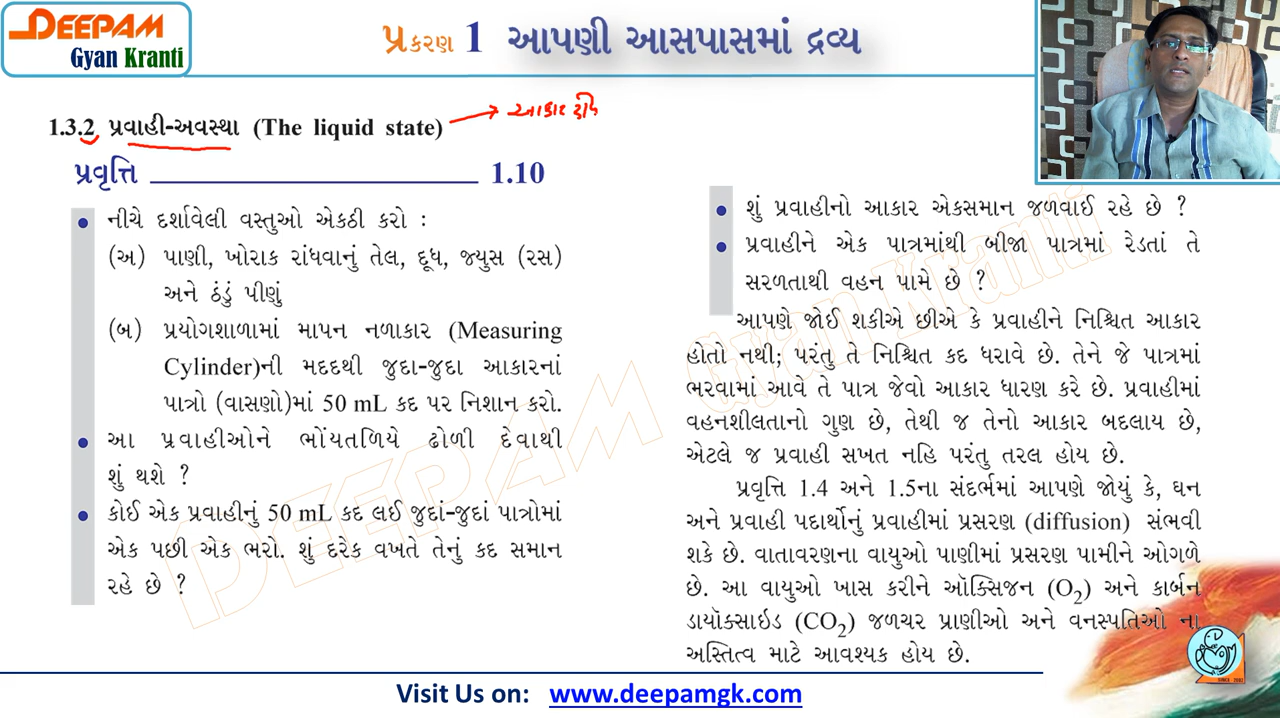 DEEPAM
Gyan Kranti
પ્રકરણ 1 આપણી આસપાસમાં દ્રવ્ય
1.3.2 પ્રવાહી-અવસ્થા (The liquid state)
આકાર
પ્રવૃત્તિ 1.10
• નીચે દર્શાવેલી વસ્તુઓ એકઠી કરો :
(અ) પાણી, ખોરાક રાંધવાનું તેલ, દૂધ, જ્યુસ (રસ)
અને ઠંડું પીણું
(બ) પ્રયોગશાળામાં માપન નળાકાર (Measuring
Cylinder)ની મદદથી જુદા-જુદા આકારનાં
પાત્રો (વાસણો)માં 50 mL કદ પર નિશાન કરો.
• આ પ્રવાહીઓને ભોંયતળિયે ઢોળી દેવાથી
શું થશે ?
• કોઈ એક પ્રવાહીનું 50 mL કદ લઈ જુદાં-જુદાં પાત્રોમાં
એક પછી એક ભરો. શું દરેક વખતે તેનું કદ સમાન
રહે છે ?
• શું પ્રવાહીનો આકાર એકસમાન જળવાઈ રહે છે ?
• પ્રવાહીને એક પાત્રમાંથી બીજા પાત્રમાં રેડતાં તે
સરળતાથી વહન પામે છે ?
આપણે જોઈ શકીએ છીએ કે પ્રવાહીને નિશ્ચિત આકાર
હોતો નથી; પરંતુ તે નિશ્ચિત કદ ધરાવે છે. તેને જે પાત્રમાં
ભરવામાં આવે તે પાત્ર જેવો આકાર ધારણ કરે છે. પ્રવાહીમાં
વહનશીલતાનો ગુણ છે, તેથી જ તેનો આકાર બદલાય છે,
એટલે જ પ્રવાહી સખત નહિ પરંતુ તરલ હોય છે.
પ્રવૃત્તિ 1.4 અને 1.5ના સંદર્ભમાં આપણે જોયું કે, ઘન
અને પ્રવાહી પદાર્થોનું પ્રવાહીમાં પ્રસરણ (diffusion) સંભવી
શકે છે. વાતાવરણના વાયુઓ પાણીમાં પ્રસરણ પામીને ઓગળે
છે. આ વાયુઓ ખાસ કરીને ઑક્સિજન (O₂) અને કાર્બન
ડાયૉક્સાઇડ (CO₂) જળચર પ્રાણીઓ અને વનસ્પતિઓ ના
અસ્તિત્વ માટે આવશ્યક હોય છે.
DEEPAM Gyan Kranti
Visit Us on: www.deepamgk.com